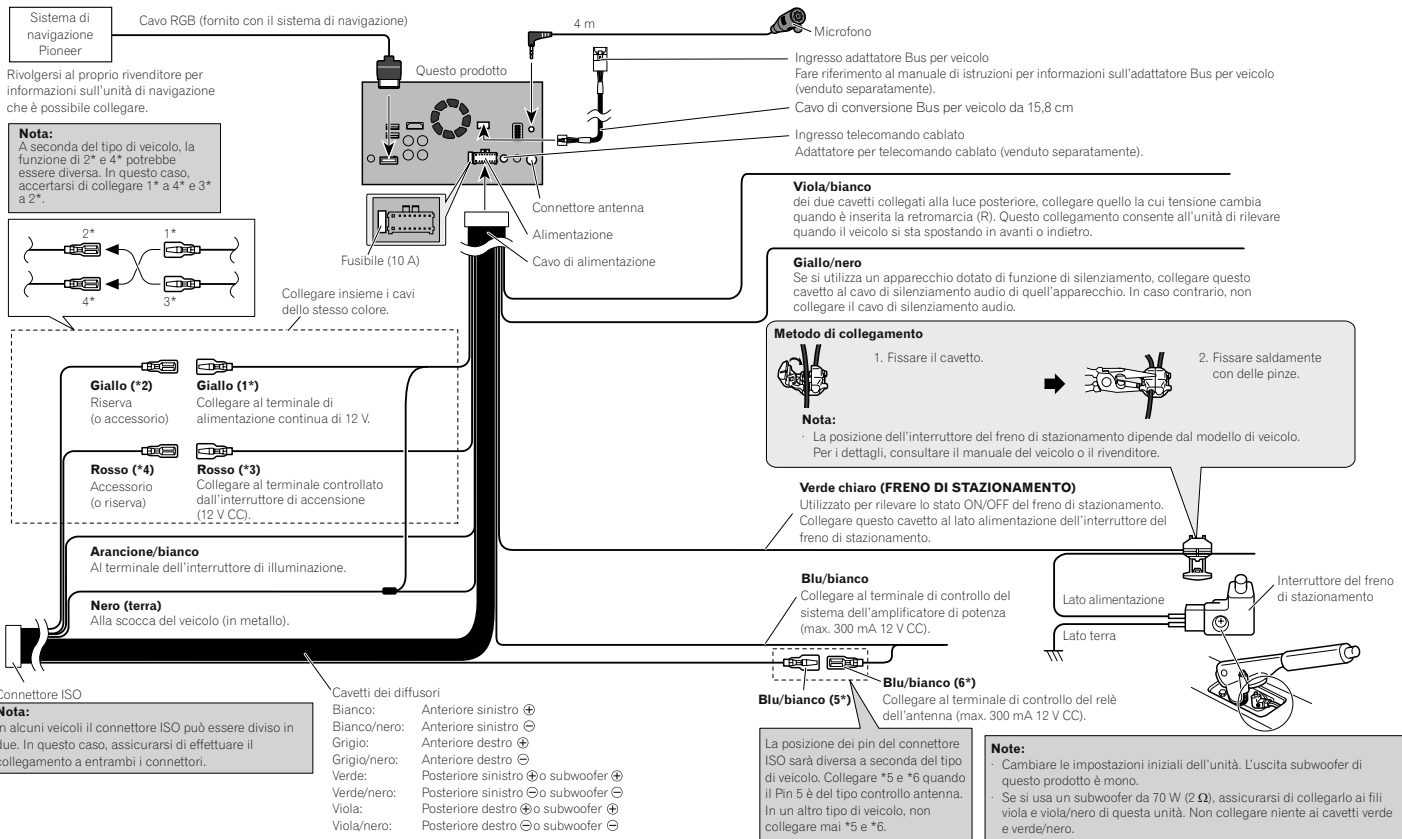 Sistema di
navigazione
Pioneer
Cavo RGB (fornito con il sistema di navigazione)
Rivolgersi al proprio rivenditore per
informazioni sull'unità di navigazione
che è possibile collegare.
Questo prodotto
4 m
Microfono
Ingresso adattatore Bus per veicolo
Fare riferimento al manuale di istruzioni per informazioni sull'adattatore Bus per veicolo
(venduto separatamente).
Cavo di conversione Bus per veicolo da 15,8 cm
Ingresso telecomando cablato
Adattatore per telecomando cablato (venduto separatamente).
Nota:
A seconda del tipo di veicolo, la
funzione di 2* e 4* potrebbe
essere diversa. In questo caso,
accertarsi di collegare 1* a 4* e 3*
a 2*.
2*
1*
4*
3*
Fusibile (10 A)
Connettore antenna
Alimentazione
Cavo di alimentazione
Collegare insieme i cavi
dello stesso colore.
Viola/bianco
dei due cavetti collegati alla luce posteriore, collegare quello la cui tensione cambia
quando è inserita la retromarcia (R). Questo collegamento consente all'unità di rilevare
quando il veicolo si sta spostando in avanti o indietro.
Giallo/nero
Se si utilizza un apparecchio dotato di funzione di silenziamento, collegare questo
cavetto al cavo di silenziamento audio di quell'apparecchio. In caso contrario, non
collegare il cavo di silenziamento audio.
Metodo di collegamento
1. Fissare il cavetto.
2. Fissare saldamente
con delle pinze.
Nota:
· La posizione dell'interruttore del freno di stazionamento dipende dal modello di veicolo.
Per i dettagli, consultare il manuale del veicolo o il rivenditore.
Giallo (*2)
Riserva
(o accessorio)
Giallo (1*)
Collegare al terminale di
alimentazione continua di 12 V.
Rosso (*4)
Accessorio
(o riserva)
Rosso (*3)
Collegare al terminale controllato
dall'interruttore di accensione
(12 V CC).
Arancione/bianco
Al terminale dell'interruttore di illuminazione.
Nero (terra)
Alla scocca del veicolo (in metallo).
Verde chiaro (FRENO DI STAZIONAMENTO)
Utilizzato per rilevare lo stato ON/OFF del freno di stazionamento.
Collegare questo cavetto al lato alimentazione dell'interruttore del
freno di stazionamento.
Blu/bianco
Collegare al terminale di controllo del
sistema dell'amplificatore di potenza
(max. 300 mA 12 V CC).
Lato alimentazione
Lato terra
Interruttore del freno
di stazionamento
Blu/bianco (5*)
Blu/bianco (6*)
Collegare al terminale di controllo del relè
dell'antenna (max. 300 mA 12 V CC).
La posizione dei pin del connettore
ISO sarà diversa a seconda del tipo
di veicolo. Collegare *5 e *6 quando
il Pin 5 è del tipo controllo antenna.
In un altro tipo di veicolo, non
collegare mai *5 e *6.
Connettore ISO
Nota:
In alcuni veicoli il connettore ISO può essere diviso in
due. In questo caso, assicurarsi di effettuare il
collegamento a entrambi i connettori.
Cavetti dei diffusori
Bianco: Anteriore sinistro ⊕
Bianco/nero: Anteriore sinistro ⊖
Grigio: Anteriore destro ⊕
Grigio/nero: Anteriore destro ⊖
Verde: Posteriore sinistro ⊕ o subwoofer ⊕
Verde/nero: Posteriore sinistro ⊖ o subwoofer ⊖
Viola: Posteriore destro ⊕ o subwoofer ⊕
Viola/nero: Posteriore destro ⊖ o subwoofer ⊖
Note:
· Cambiare le impostazioni iniziali dell'unità. L'uscita subwoofer di
questo prodotto è mono.
· Se si usa un subwoofer da 70 W (2 Ω), assicurarsi di collegarlo ai fili
viola e viola/nero di questa unità. Non collegare niente ai cavetti verde
e verde/nero.